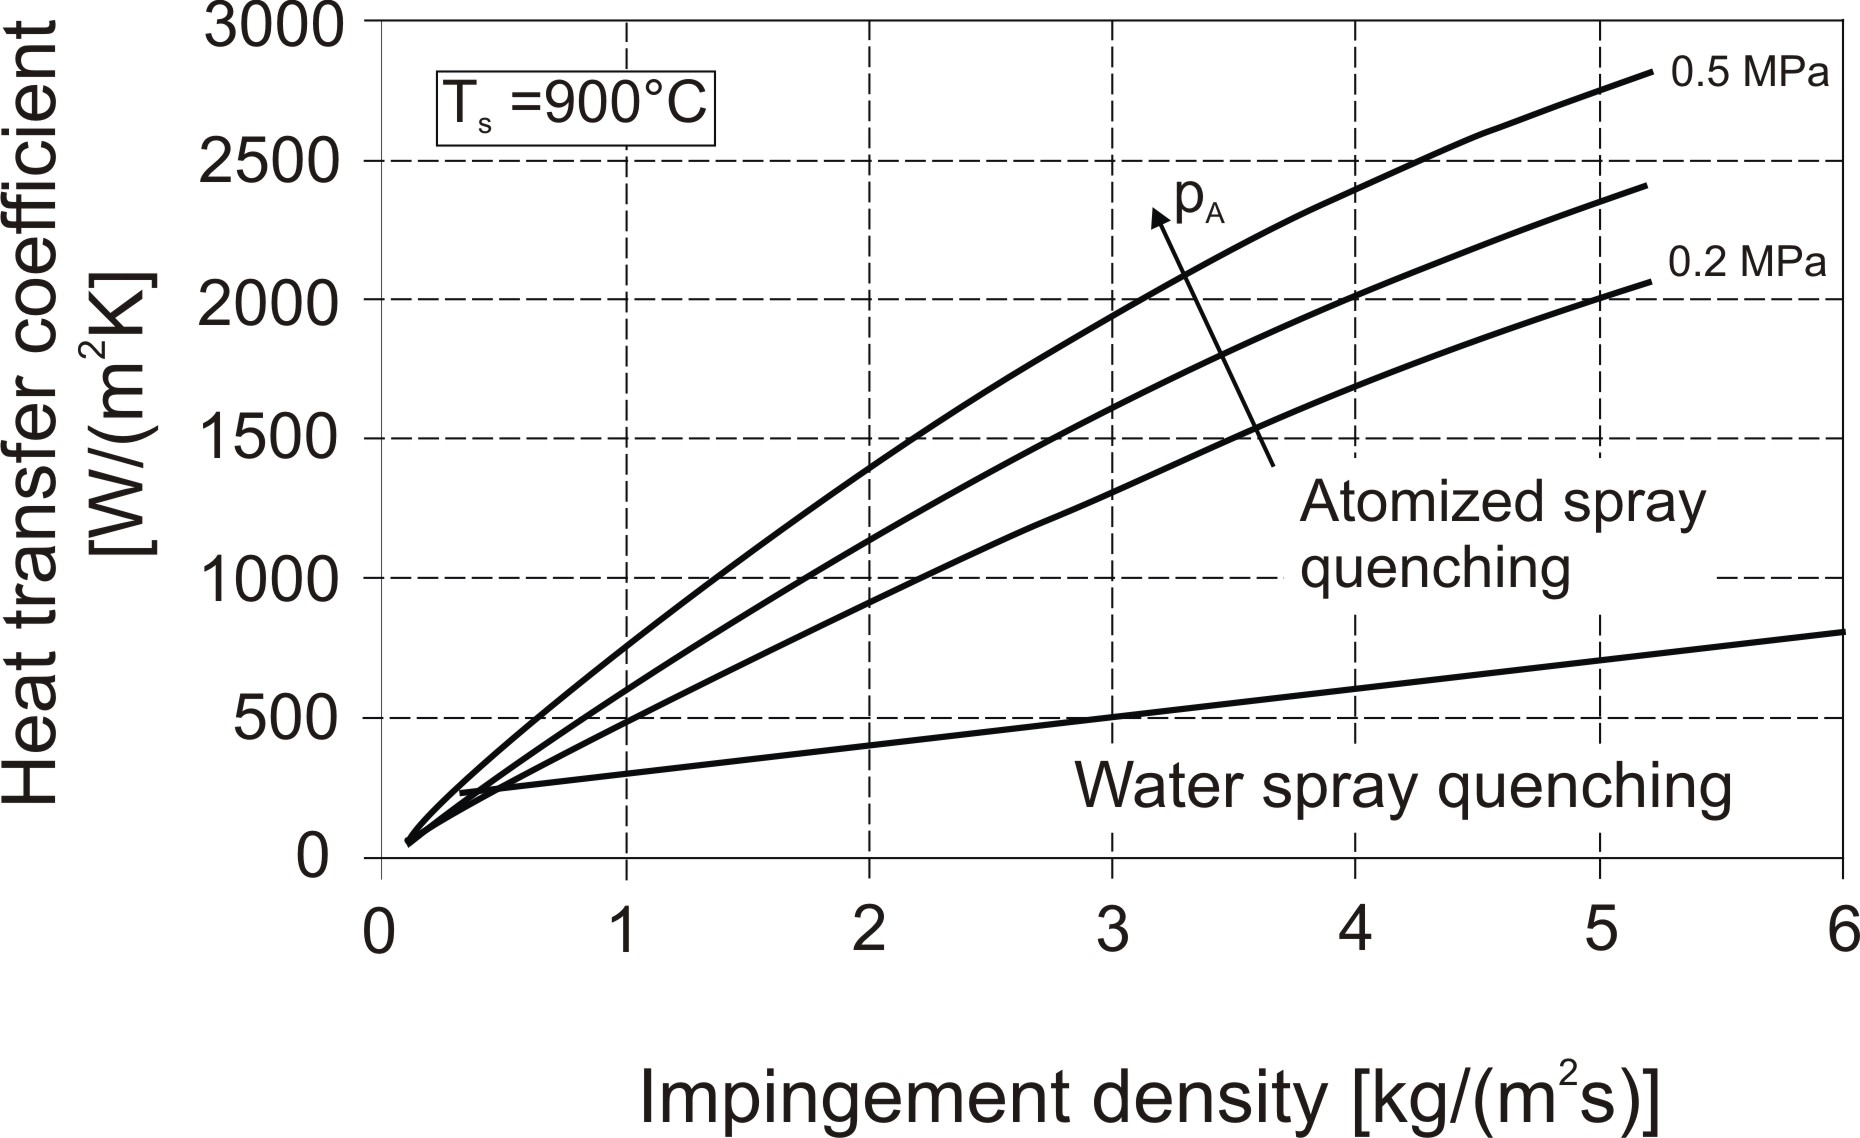 Heat transfer coefficient
[W/(m²K)]
3000
2500
2000
1500
1000
500
0
Tₛ =900°C
0.5 MPa
p_A
0.2 MPa
Atomized spray
quenching
Water spray quenching
0 1 2 3 4 5 6
Impingement density [kg/(m²s)]